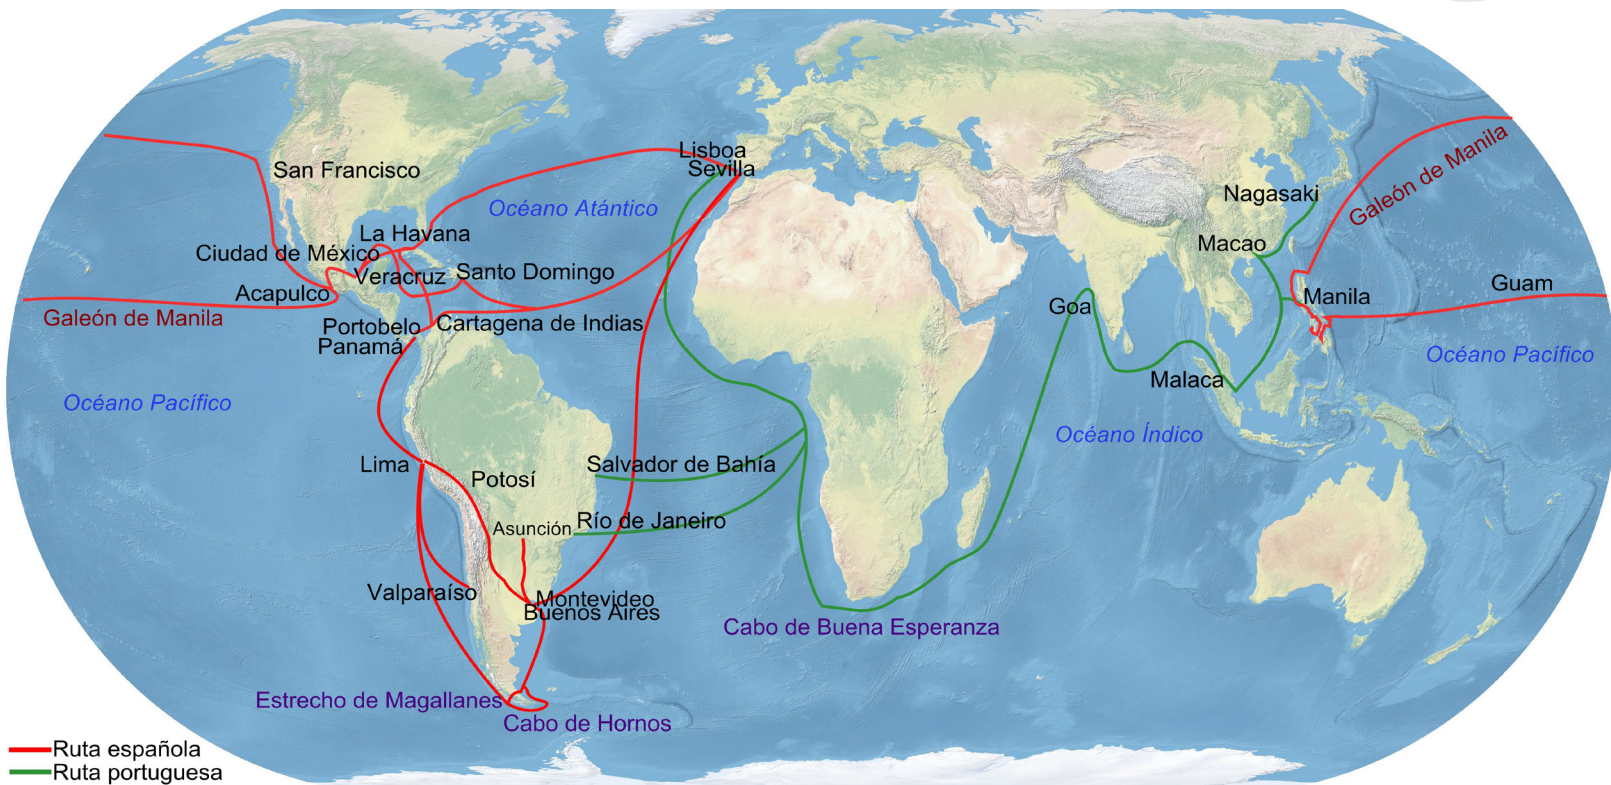 Lisboa
Sevilla
San Francisco
Galeón de Manila
Nagasaki
Océano Atántico
La Havana
Macao
Ciudad de México
Veracruz
Santo Domingo
Acapulco
Guam
Manila
Goa
Galeón de Manila
Portobelo
Cartagena de Indias
Panamá
Océano Pacífico
Malaca
Océano Pacífico
Océano Índico
Lima
Salvador de Bahía
Potosí
Asunción
Río de Janeiro
Valparaíso
Montevideo
Buenos Aires
Cabo de Buena Esperanza
Estrecho de Magallanes
Cabo de Hornos
Ruta española
Ruta portuguesa